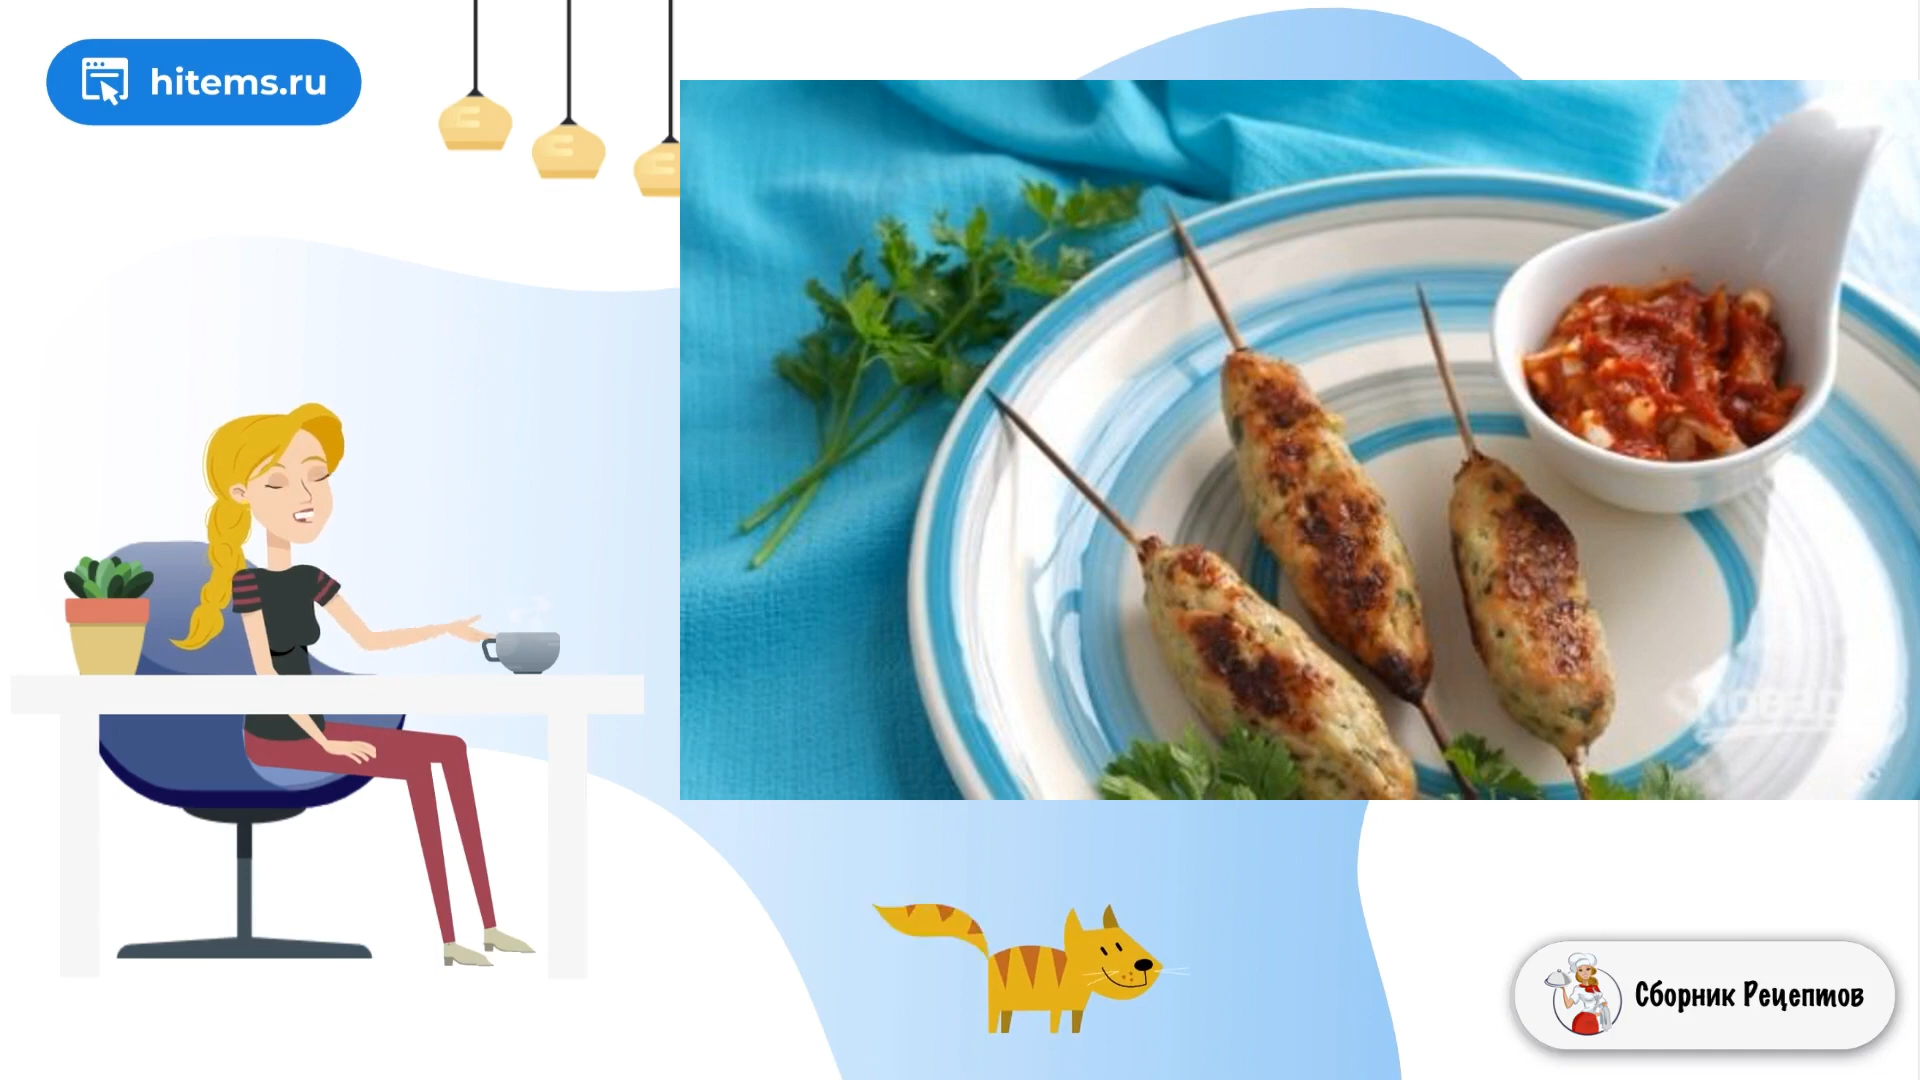 hitems.ru
Сборник Рецептов